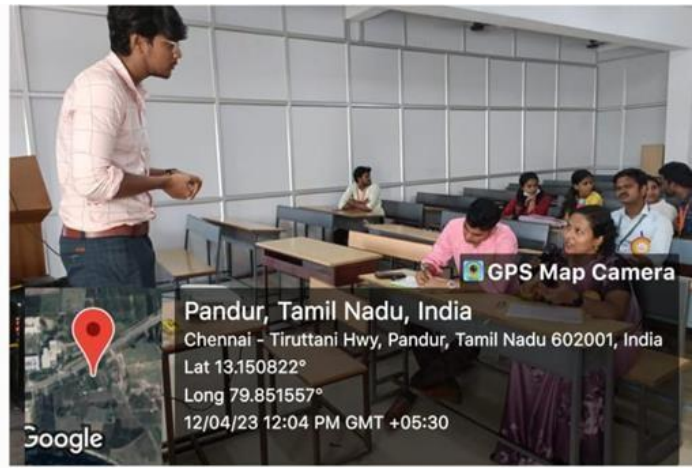 GPS Map Camera
Pandur, Tamil Nadu, India
Chennai - Tiruttani Hwy, Pandur, Tamil Nadu 602001, India
Lat 13.150822°
Long 79.851557°
12/04/23 12:04 PM GMT +05:30
Google